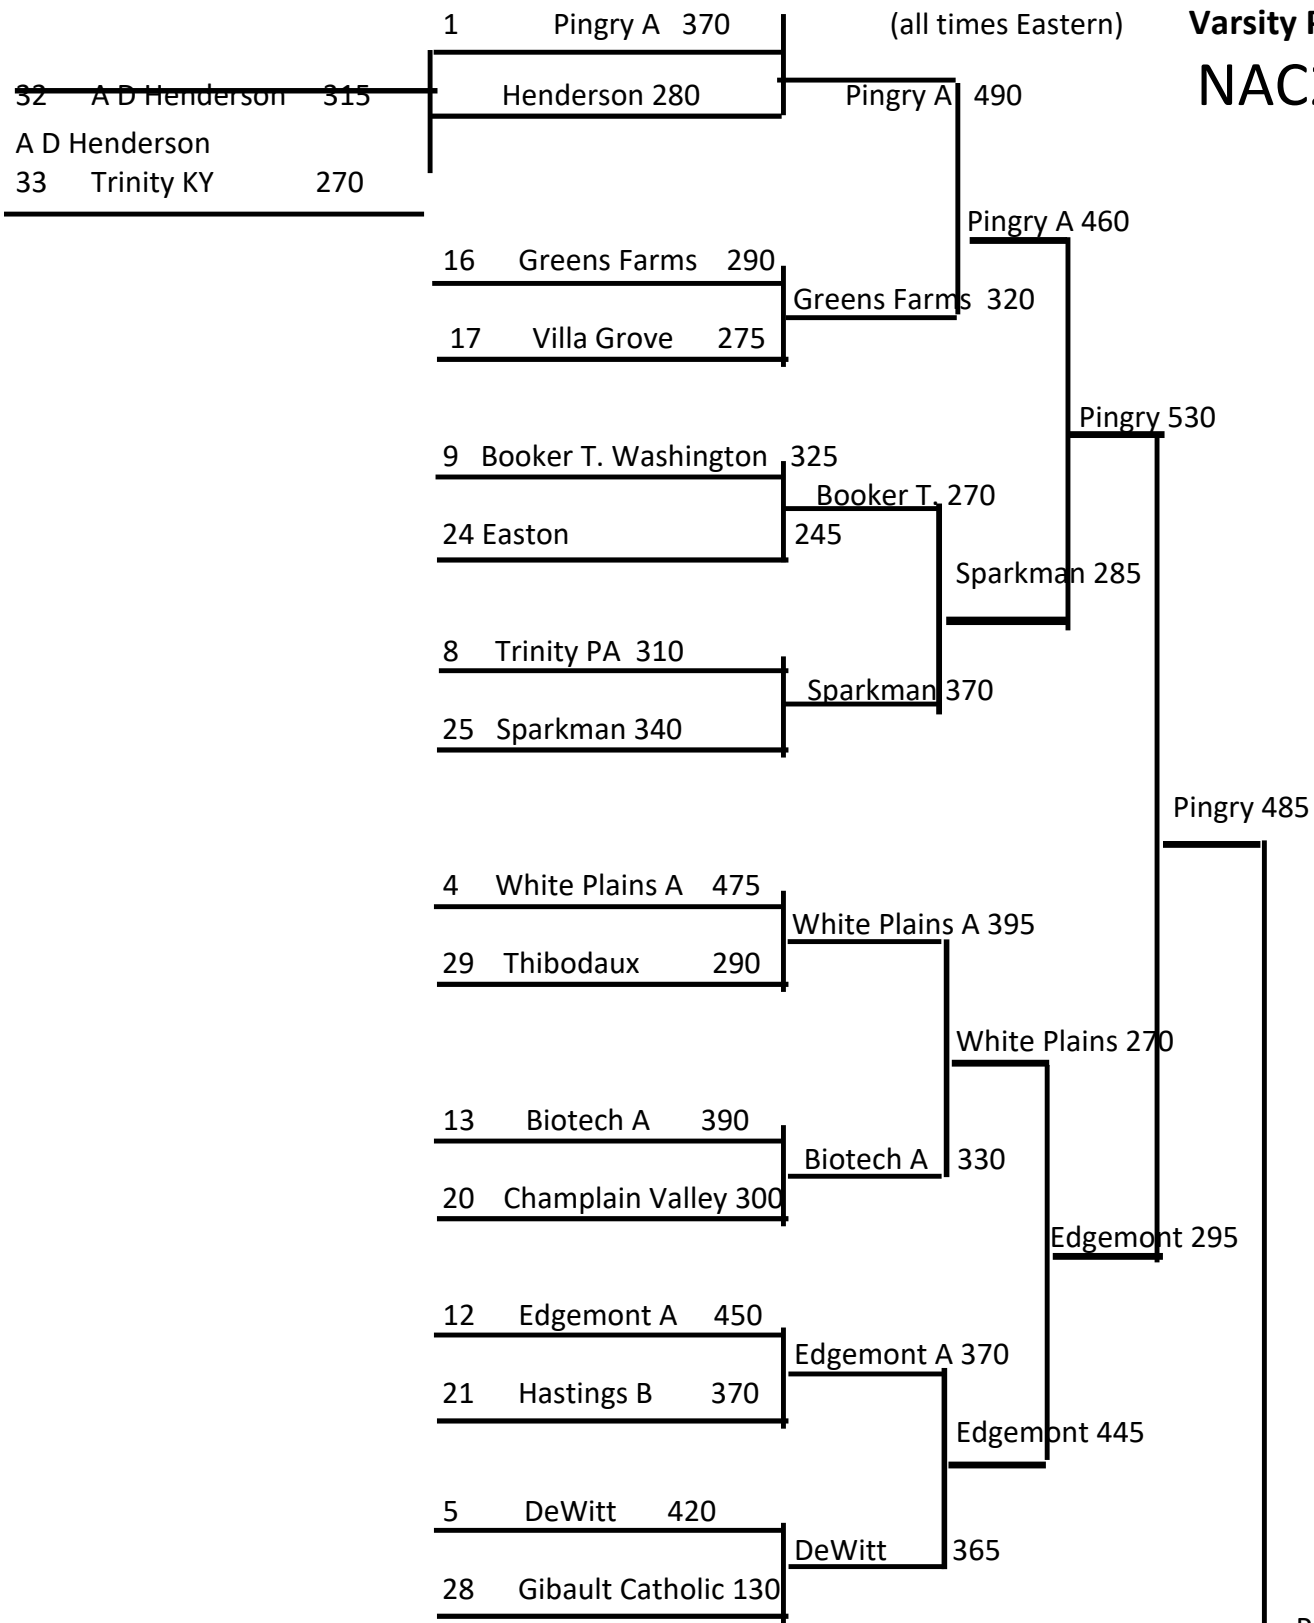 1 Pingry A 370 (all times Eastern) Varsity
32 A D Henderson 315 Henderson 280 Pingry A 490
A D Henderson
33 Trinity KY 270
Pingry A 460
16 Greens Farms 290
Greens Farms 320
17 Villa Grove 275
Pingry 530
9 Booker T. Washington 325
Booker T. 270
24 Easton 245
Sparkman 285
8 Trinity PA 310
Sparkman 370
25 Sparkman 340
Pingry 485
4 White Plains A 475
White Plains A 395
29 Thibodaux 290
White Plains 270
13 Biotech A 390
Biotech A 330
20 Champlain Valley 300
Edgemont 295
12 Edgemont A 450
Edgemont A 370
21 Hastings B 370
Edgemont 445
5 DeWitt 420
DeWitt 365
28 Gibault Catholic 130